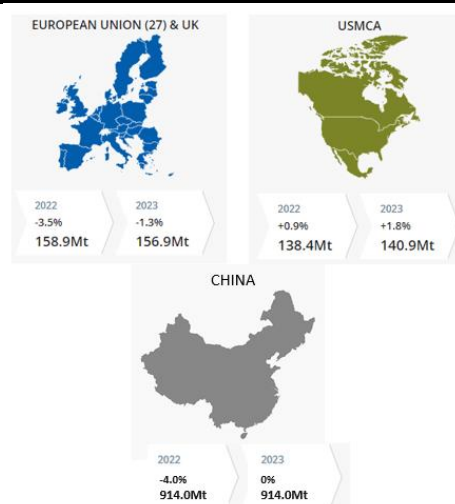 EUROPEAN UNION (27) & UK
2022
-3.5%
158.9Mt
2023
-1.3%
156.9Mt
USMCA
2022
+0.9%
138.4Mt
2023
+1.8%
140.9Mt
CHINA
2022
-4.0%
914.0Mt
2023
0%
914.0Mt